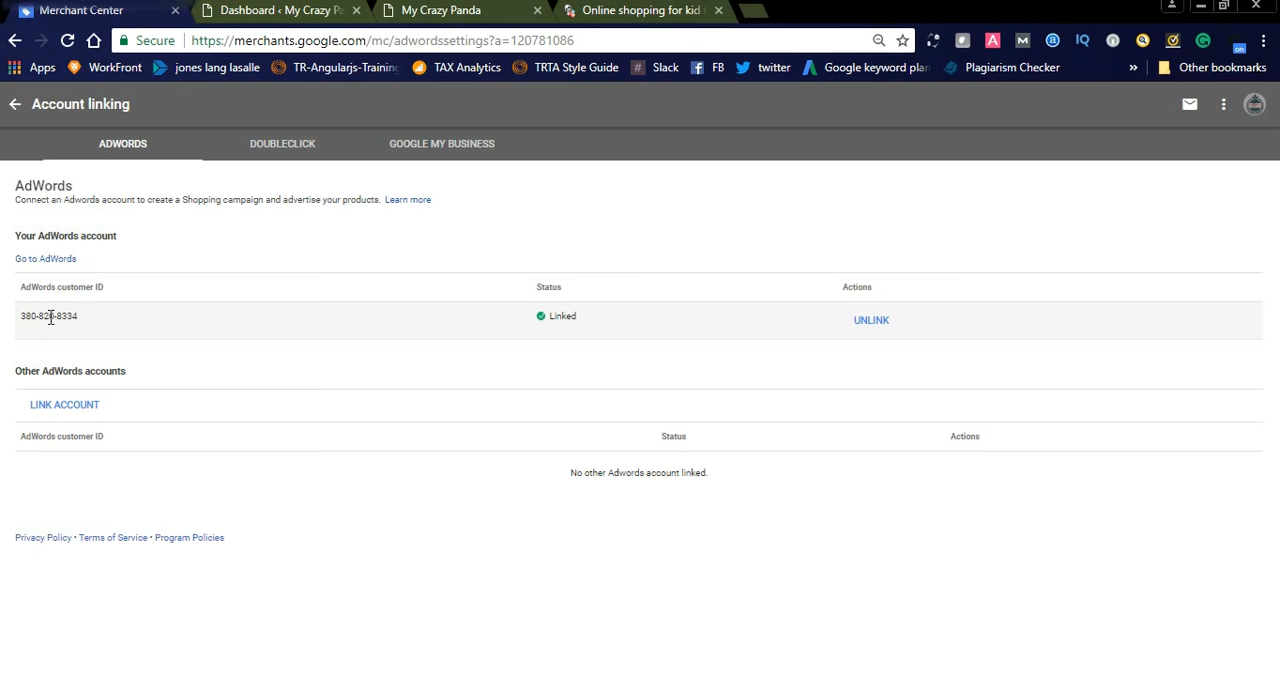 Merchant Center
Dashboard < My Crazy Pa
My Crazy Panda
Online shopping for kid
Secure
https://merchants.google.com/mc/adwordssettings?a=120781086
Apps
WorkFront
jones lang lasalle
TR-Angularjs-Training
TAX Analytics
TRTA Style Guide
Slack
FB
twitter
Google keyword plan
Plagiarism Checker
»
Other bookmarks
on
Account linking
ADWORDS
DOUBLECLICK
GOOGLE MY BUSINESS
AdWords
Connect an Adwords account to create a Shopping campaign and advertise your products. Learn more
Your AdWords account
Go to AdWords
AdWords customer ID Status Actions
Linked UNLINK
Other AdWords accounts
LINK ACCOUNT
AdWords customer ID Status Actions
No other Adwords account linked.
Privacy Policy • Terms of Service • Program Policies